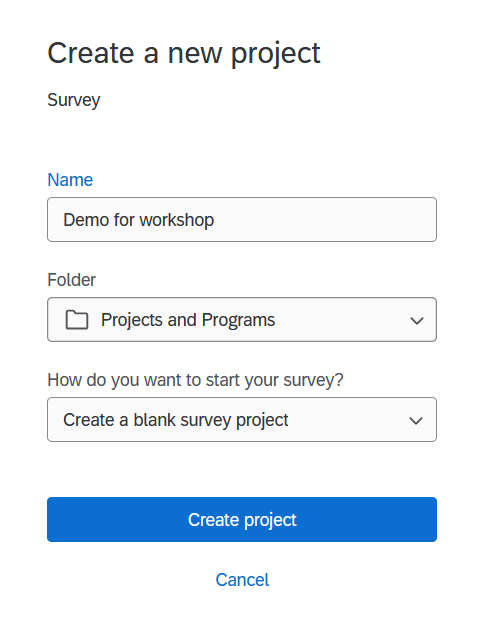 Create a new project
Survey
Name
Demo for workshop
Folder
Projects and Programs
How do you want to start your survey?
Create a blank survey project
Create project
Cancel